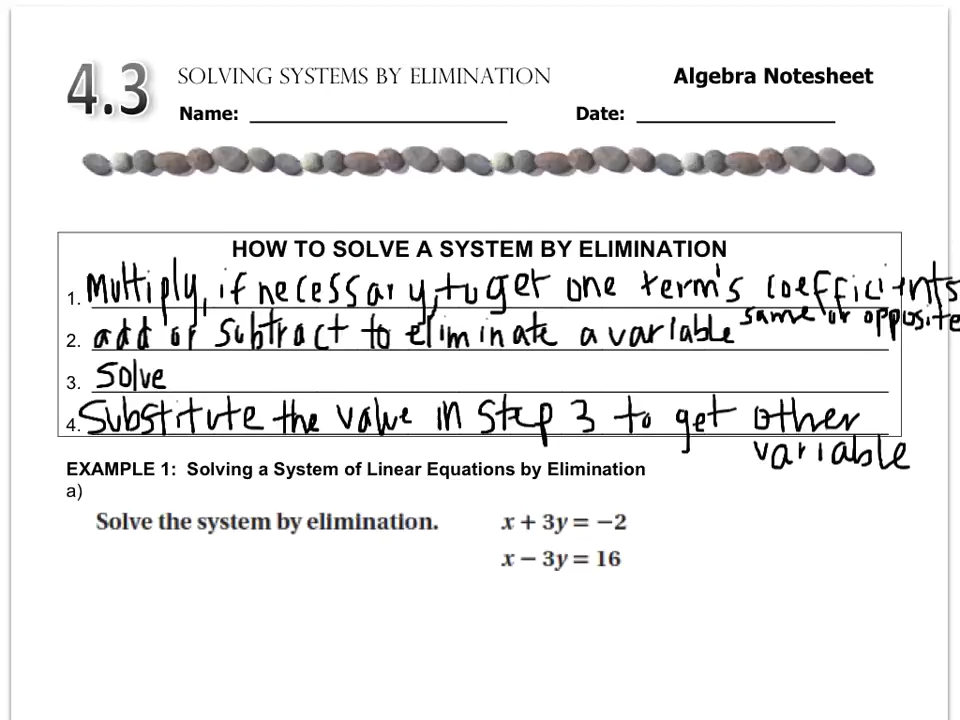 4.3 SOLVING SYSTEMS BY ELIMINATION Algebra Notesheet
Name: ______________ Date: ______________
HOW TO SOLVE A SYSTEM BY ELIMINATION
1. Multiply, if necessary, to get one term's coefficients
same or opposite
2. add or subtract to eliminate a variable
3. Solve
4. Substitute the value in step 3 to get other
variable
EXAMPLE 1: Solving a System of Linear Equations by Elimination
a)
Solve the system by elimination. x + 3y = −2
x − 3y = 16